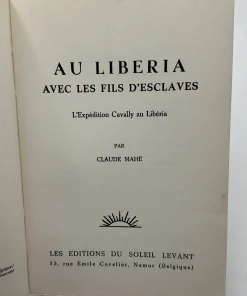 AU LIBERIA
AVEC LES FILS D'ESCLAVES
L'Expédition Cavally au Libéria
PAR
CLAUDE MAHÉ
LES EDITIONS DU SOLEIL LEVANT
53, rue Emile Cuvelier, Namur (Belgique)